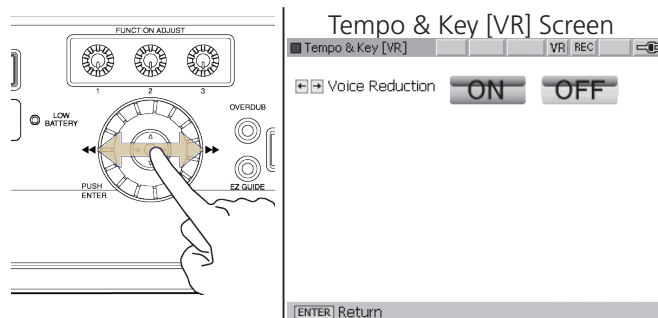 FUNCTION ADJUST
1 2 3
LOW
BATTERY
OVERDUB
PUSH
ENTER
EZ GUIDE
Tempo & Key [VR] Screen
Tempo & Key [VR] VR REC
Voice Reduction ON OFF
ENTER Return